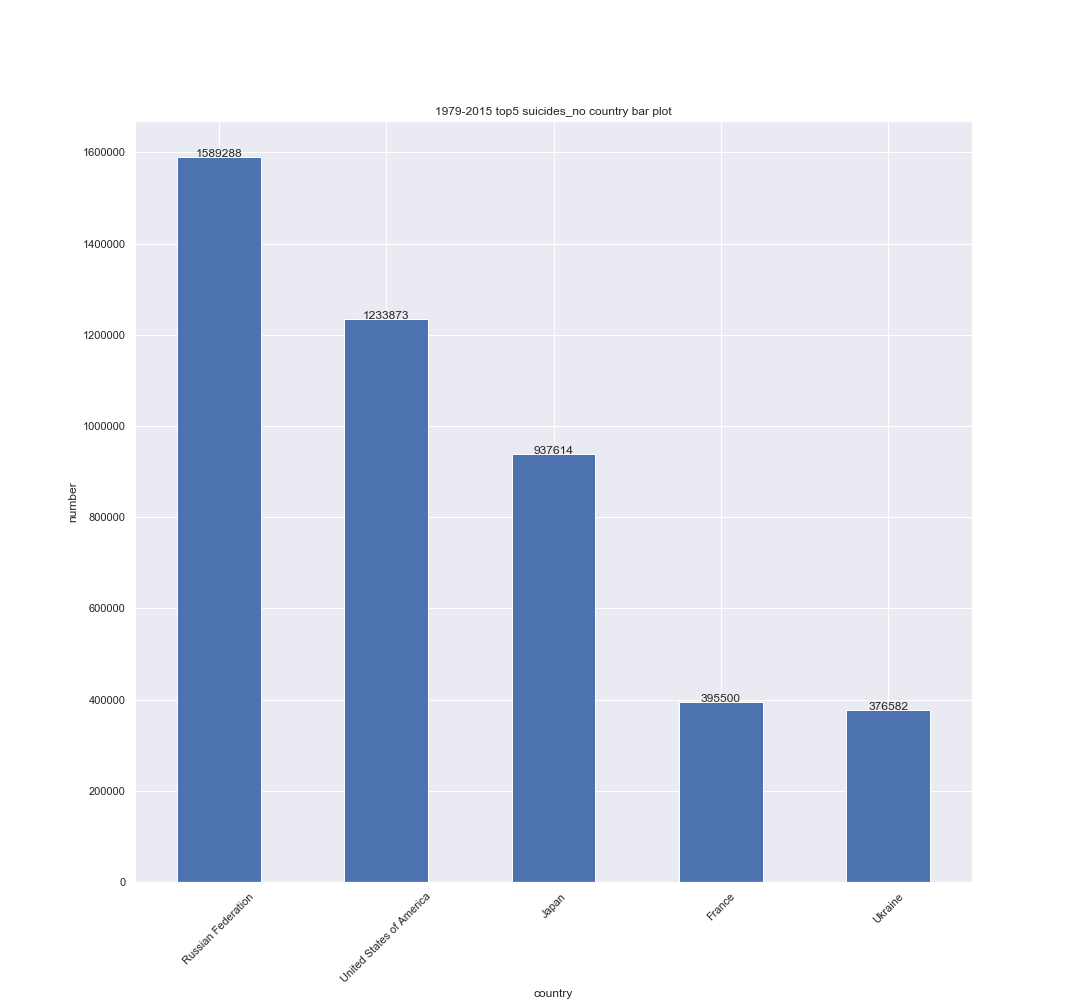 1979-2015 top5 suicides_no country bar plot
1600000
1400000
1200000
1000000
800000
600000
400000
200000
0
number
1589288
1233873
937614
395500
376582
Russian Federation
United States of America
Japan
France
Ukraine
country